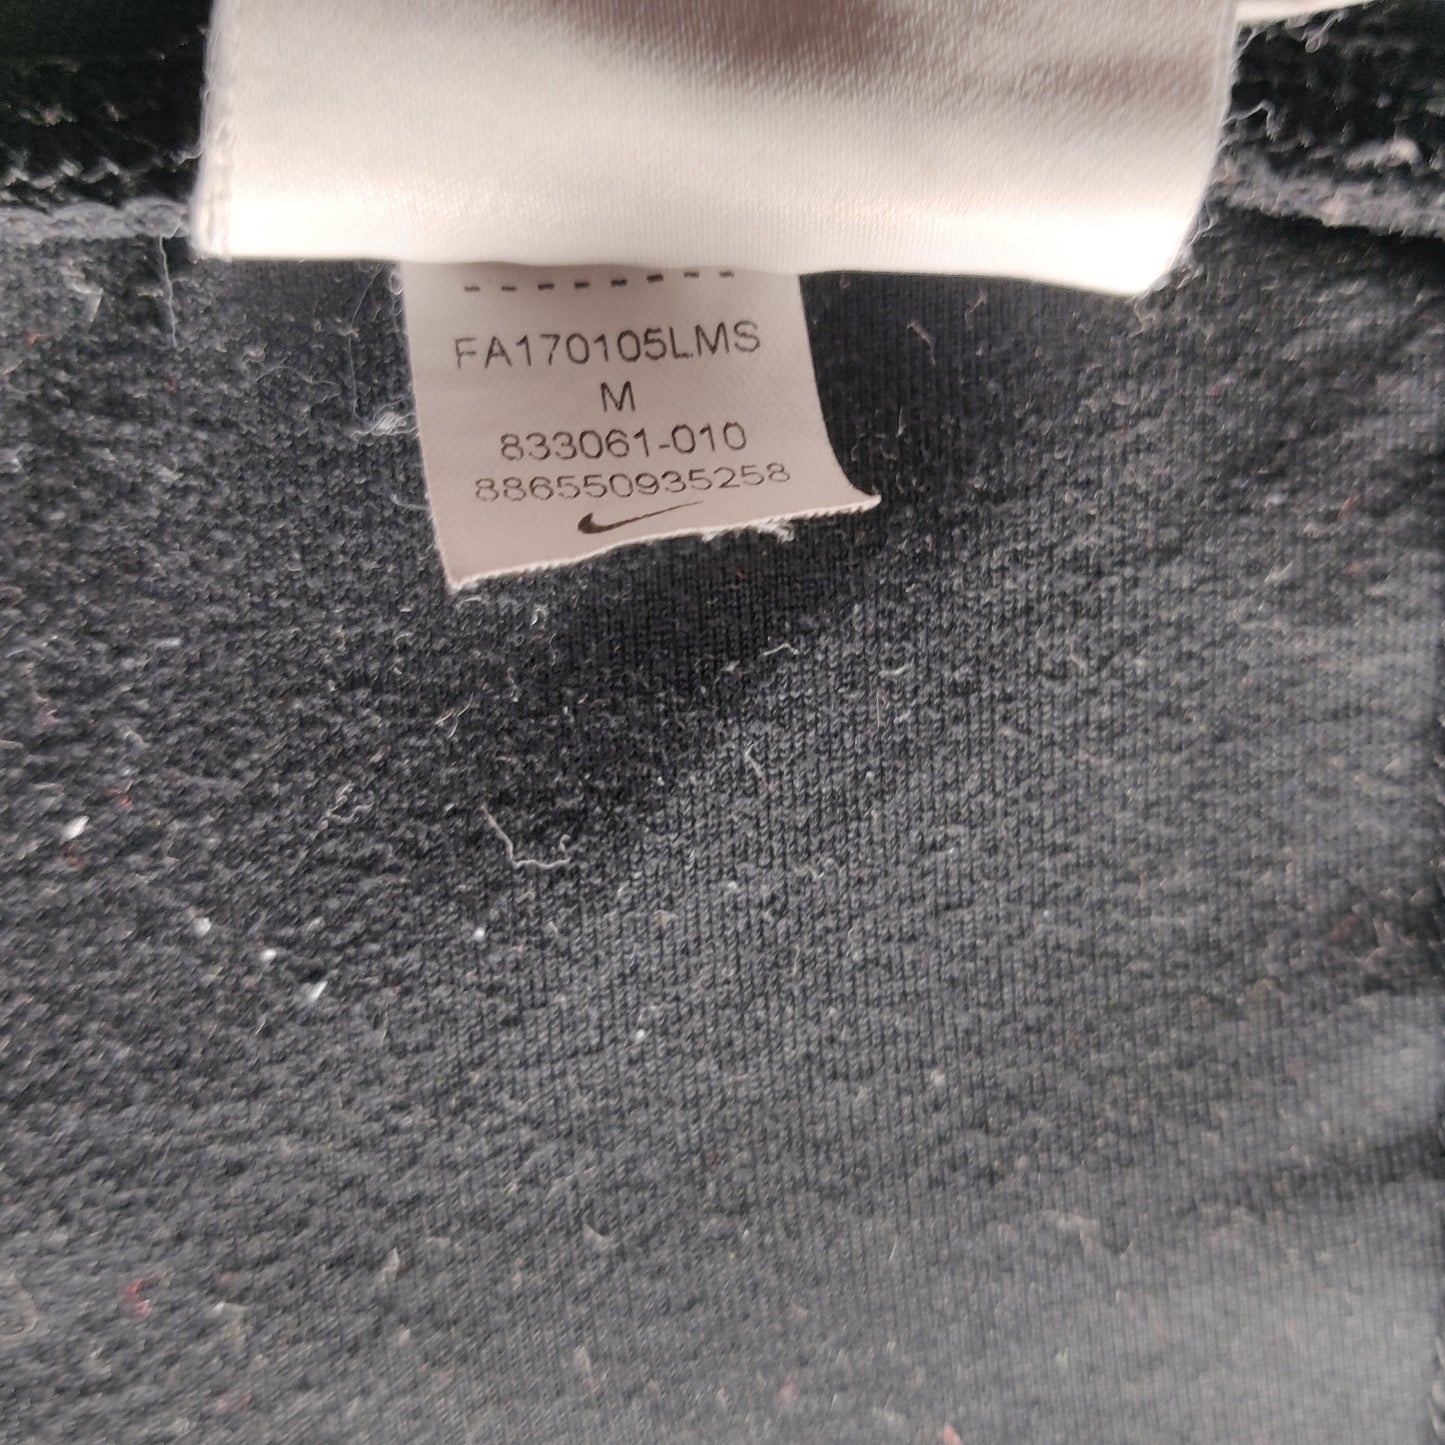 --------
FA170105LMS
M
833061-010
886550935258